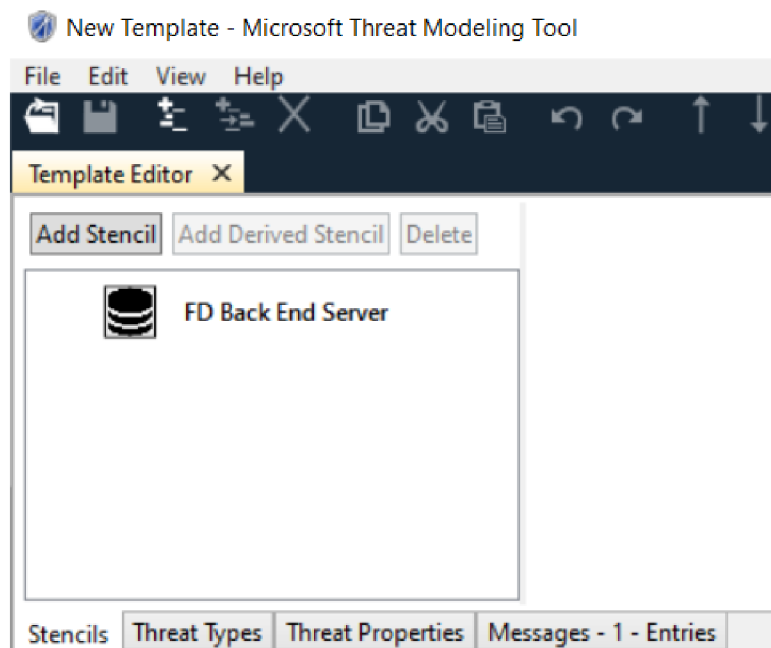 New Template - Microsoft Threat Modeling Tool
File Edit View Help
Template Editor
Add Stencil Add Derived Stencil Delete
FD Back End Server
Stencils Threat Types Threat Properties Messages - 1 - Entries